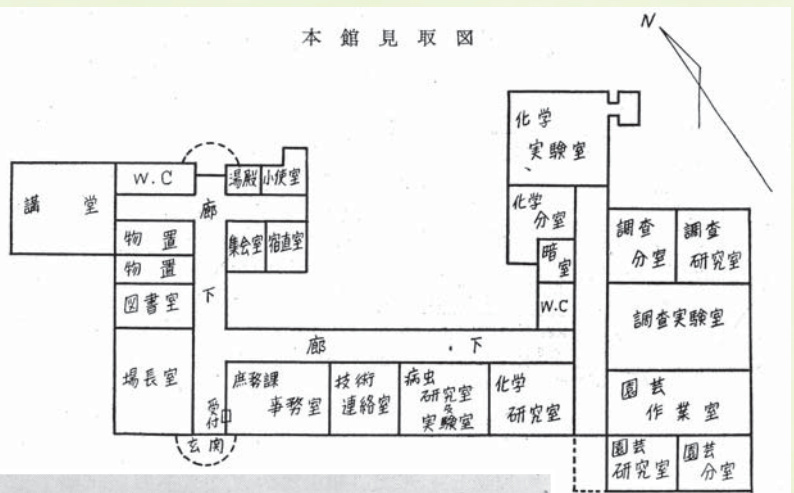 本館見取図
N
化学
実験室
W.C
湯殿
小使室
講堂
廊
下
化学
分室
暗室
W.C
調査
分室
調査
研究室
物置
集会室
宿直室
物置
図書室
調査実験室
廊下
場長室
受付
庶務課
事務室
技術
連絡室
病虫
研究室
&
実験室
化学
研究室
園芸
作業室
玄関
園芸
研究室
園芸
分室